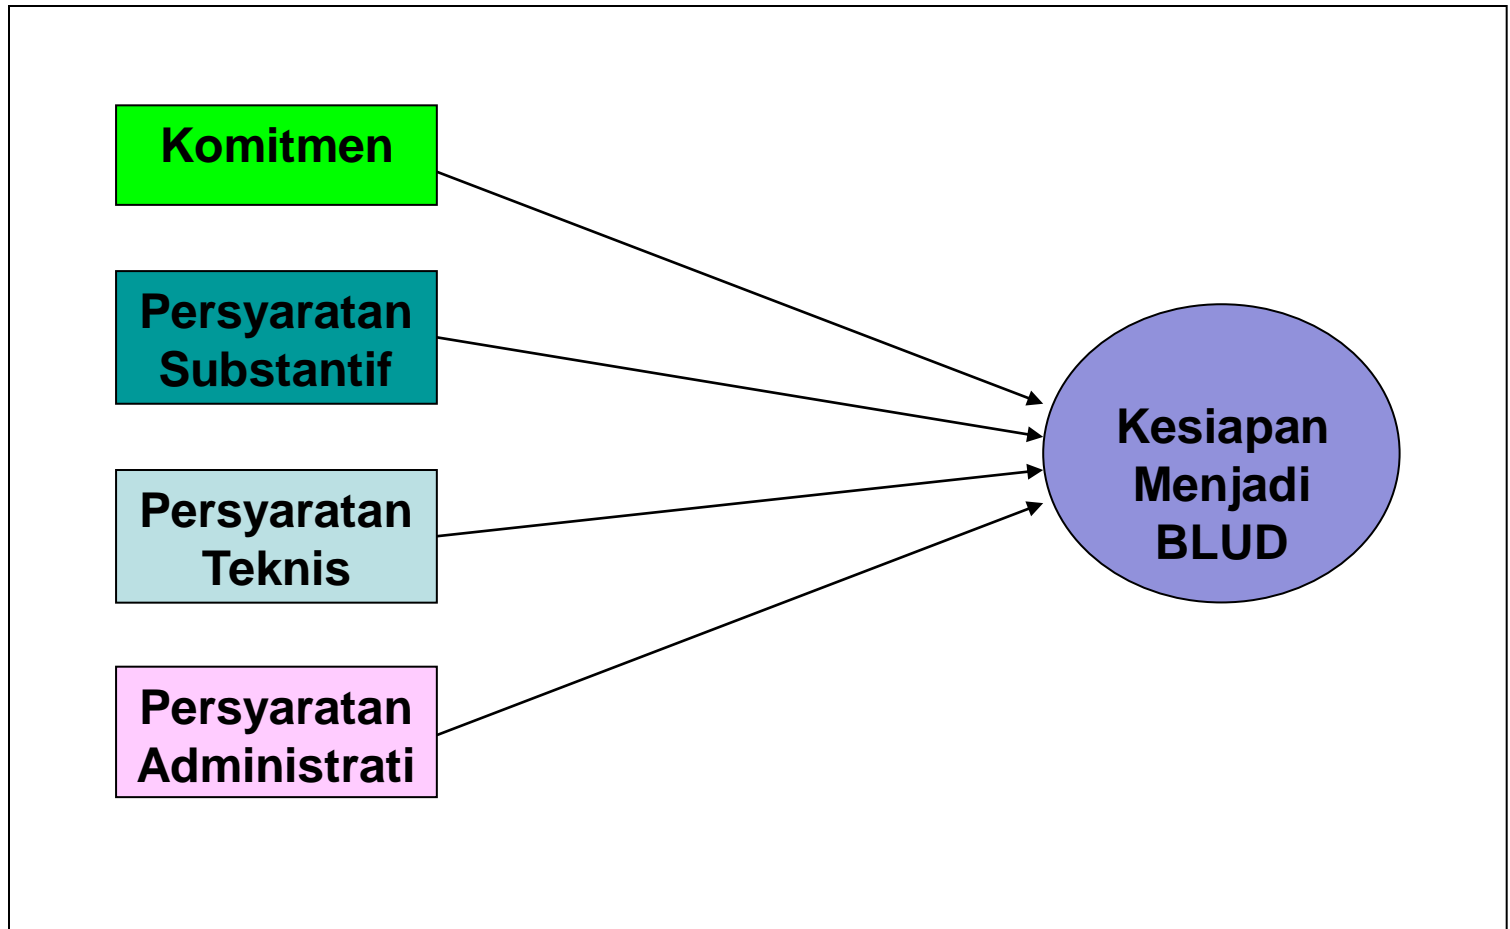 Komitmen
Persyaratan
Substantif
Persyaratan
Teknis
Persyaratan
Administrati
Kesiapan
Menjadi
BLUD